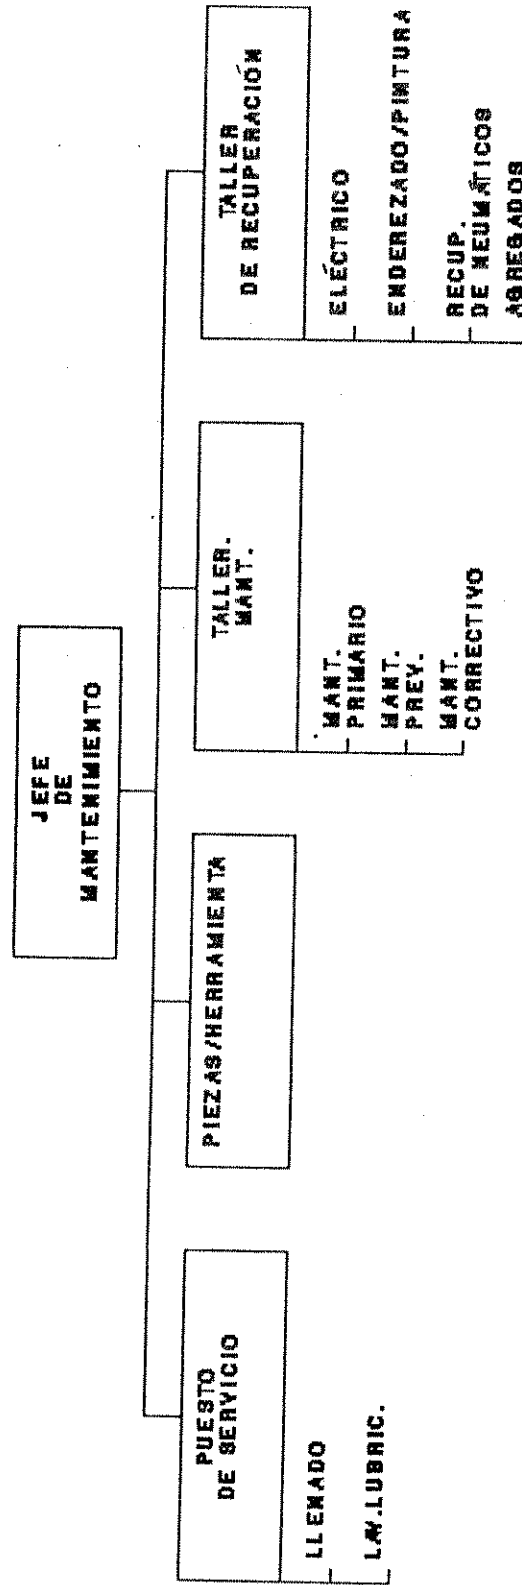 JEFE
DE
MANTENIMIENTO
PUESTO
DE SERVICIO
LLENADO
LAV.LUBRIC.
PIEZAS/HERRAMIENTA
TALLER.
MANT.
MANT.
PRIMARIO
MANT.
PREV.
MANT.
CORRECTIVO
TALLER
DE RECUPERACIÓN
ELÉCTRICO
ENDEREZADO/PINTURA
RECUP.
DE NEUMÁTICOS
AGREGADOS